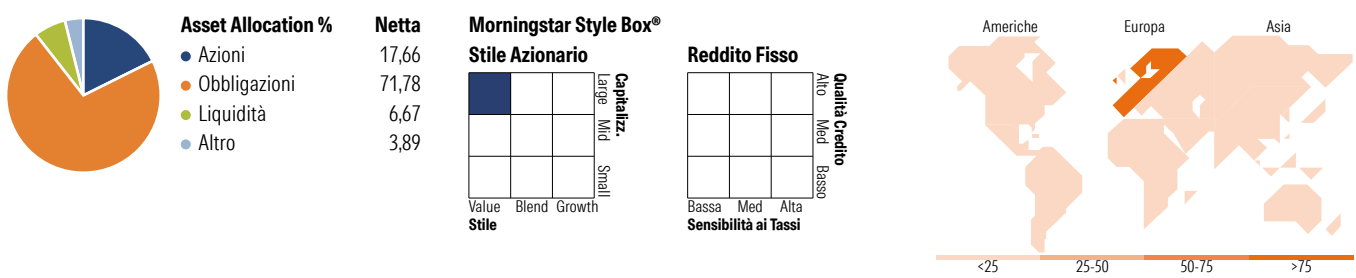 Asset Allocation % Netta
Azioni 17,66
Obbligazioni 71,78
Liquidità 6,67
Altro 3,89
Morningstar Style Box®
Stile Azionario
Large Mid Small
Capitalizz.
Value Blend Growth
Stile
Reddito Fisso
Alto Med Basso
Qualità Credito
Bassa Med Alta
Sensibilità ai Tassi
Americhe Europa Asia
<25 25-50 50-75 >75